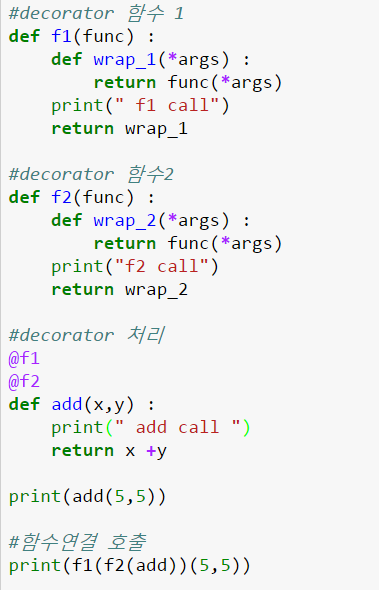 #decorator 함수 1
def f1(func) :
    def wrap_1(*args) :
        return func(*args)
    print(" f1 call")
    return wrap_1

#decorator 함수2
def f2(func) :
    def wrap_2(*args) :
        return func(*args)
    print("f2 call")
    return wrap_2

#decorator 처리
@f1
@f2
def add(x,y) :
    print(" add call ")
    return x +y

print(add(5,5))

#함수연결 호출
print(f1(f2(add))(5,5))